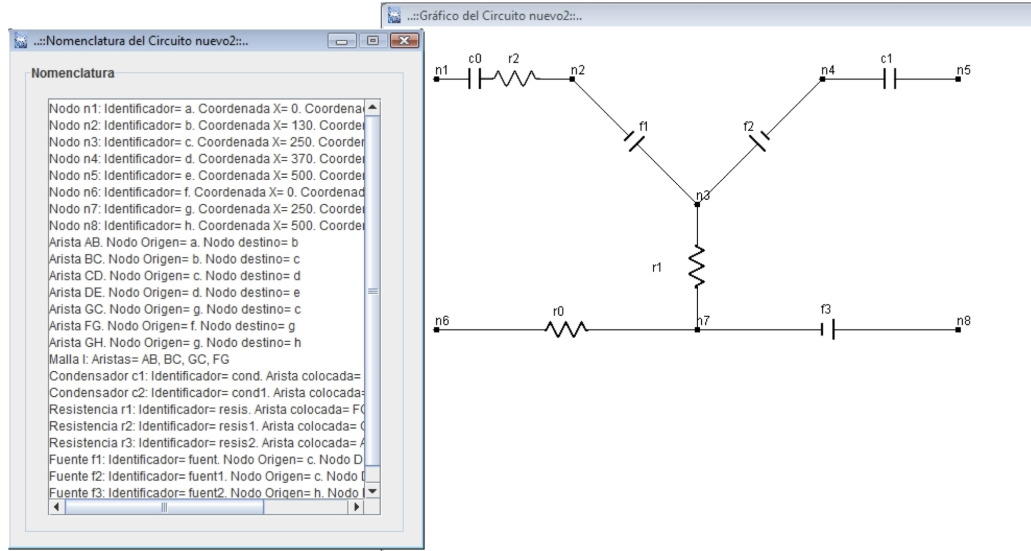 ..::Gráfico del Circuito nuevo2::..
..::Nomenclatura del Circuito nuevo2::..
Nomenclatura
Nodo n1: Identificador= a. Coordenada X= 0. Coordena
Nodo n2: Identificador= b. Coordenada X= 130. Coorde
Nodo n3: Identificador= c. Coordenada X= 250. Coorde
Nodo n4: Identificador= d. Coordenada X= 370. Coorde
Nodo n5: Identificador= e. Coordenada X= 500. Coorde
Nodo n6: Identificador= f. Coordenada X= 0. Coordenad
Nodo n7: Identificador= g. Coordenada X= 250. Coorde
Nodo n8: Identificador= h. Coordenada X= 500. Coorde
Arista AB. Nodo Origen= a. Nodo destino= b
Arista BC. Nodo Origen= b. Nodo destino= c
Arista CD. Nodo Origen= c. Nodo destino= d
Arista DE. Nodo Origen= d. Nodo destino= e
Arista GC. Nodo Origen= g. Nodo destino= c
Arista FG. Nodo Origen= f. Nodo destino= g
Arista GH. Nodo Origen= g. Nodo destino= h
Malla I: Aristas= AB, BC, GC, FG
Condensador c1: Identificador= cond. Arista colocada=
Condensador c2: Identificador= cond1. Arista colocada=
Resistencia r1: Identificador= resis. Arista colocada= F
Resistencia r2: Identificador= resis1. Arista colocada=
Resistencia r3: Identificador= resis2. Arista colocada=
Fuente f1: Identificador= fuent. Nodo Origen= c. Nodo D
Fuente f2: Identificador= fuent1. Nodo Origen= c. Nodo
Fuente f3: Identificador= fuent2. Nodo Origen= h. Nodo
n1 c0 r2 n2 n4 c1 n5
f1 f2
n3
r1
n6 r0 n7 f3 n8